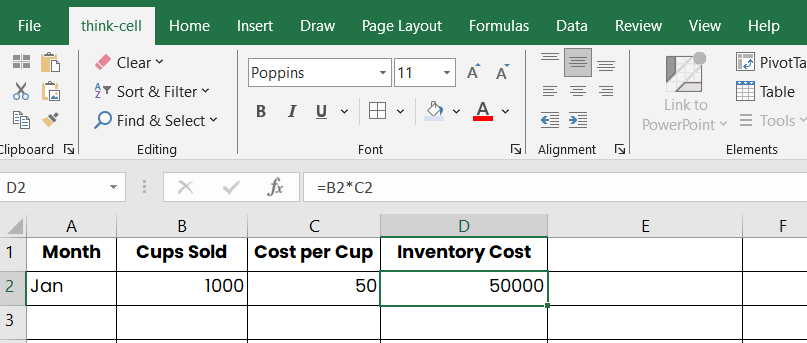 File think-cell Home Insert Draw Page Layout Formulas Data Review View Help
Clear
Sort & Filter
Find & Select
Editing
lipboard
Poppins 11 A A
B I U A
Font
Alignment
Link to
PowerPoint
PivotTa
Table
Tools
Elements
D2 fx =B2*C2
A B C D E F
1 Month Cups Sold Cost per Cup Inventory Cost
2 Jan 1000 50 50000
3